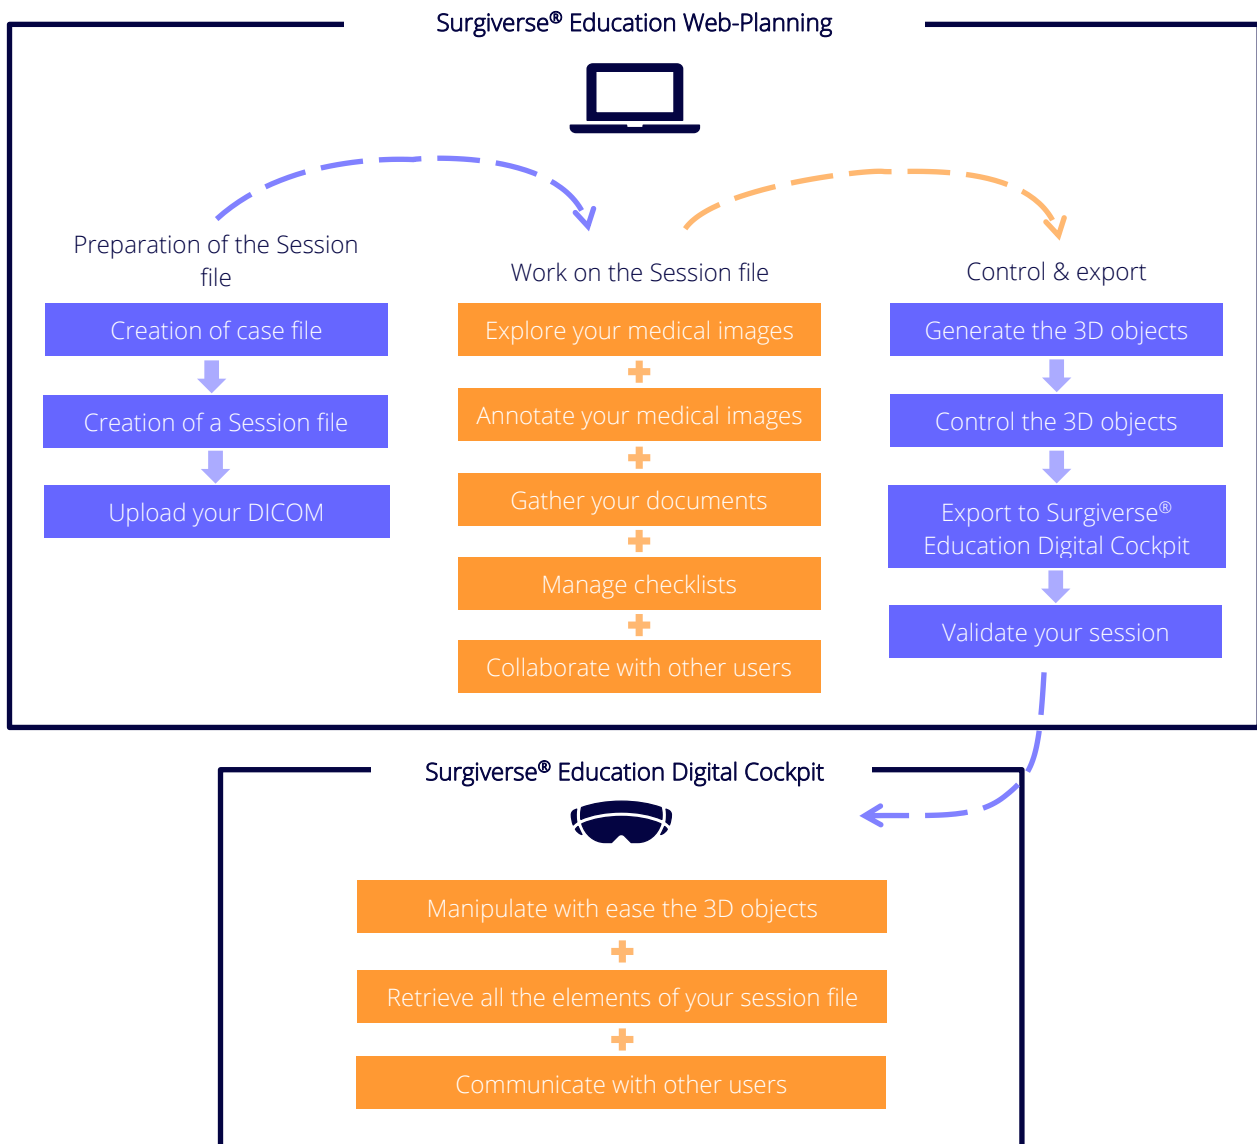 Surgiverse® Education Web-Planning
Preparation of the Session
file
Creation of case file
Creation of a Session file
Upload your DICOM
Work on the Session file
Explore your medical images
Annotate your medical images
Gather your documents
Manage checklists
Collaborate with other users
Control & export
Generate the 3D objects
Control the 3D objects
Export to Surgiverse®
Education Digital Cockpit
Validate your session
Surgiverse® Education Digital Cockpit
Manipulate with ease the 3D objects
Retrieve all the elements of your session file
Communicate with other users